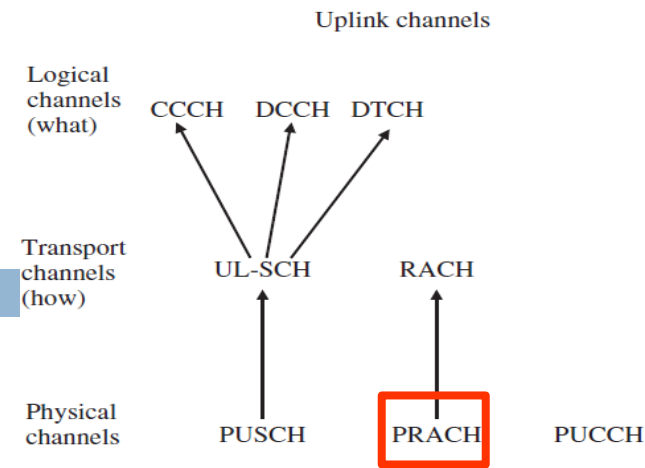 Uplink channels
Logical
channels
(what)
CCCH DCCH DTCH
Transport
channels
(how)
UL-SCH RACH
Physical
channels
PUSCH PRACH PUCCH